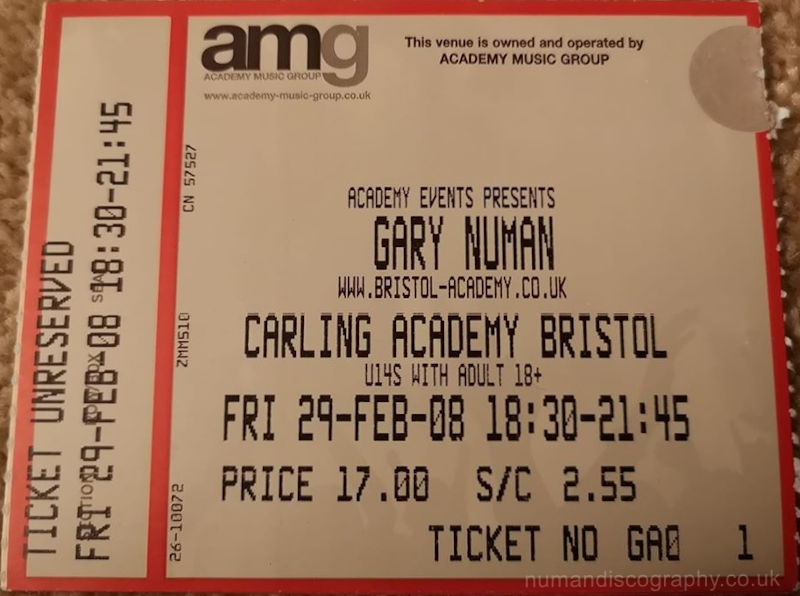 amg
ACADEMY MUSIC GROUP
www.academy-music-group.co.uk
This venue is owned and operated by
ACADEMY MUSIC GROUP
TICKET UNRESERVED
FRI 29-FEB-08 18:30-21:45
CN 57527
ZMM510
26-10072
ACADEMY EVENTS PRESENTS
GARY NUMAN
WWW.BRISTOL-ACADEMY.CO.UK
CARLING ACADEMY BRISTOL
U14S WITH ADULT 18+
FRI 29-FEB-08 18:30-21:45
PRICE 17.00 S/C 2.55
TICKET NO GA0 1
numandiscography.co.uk